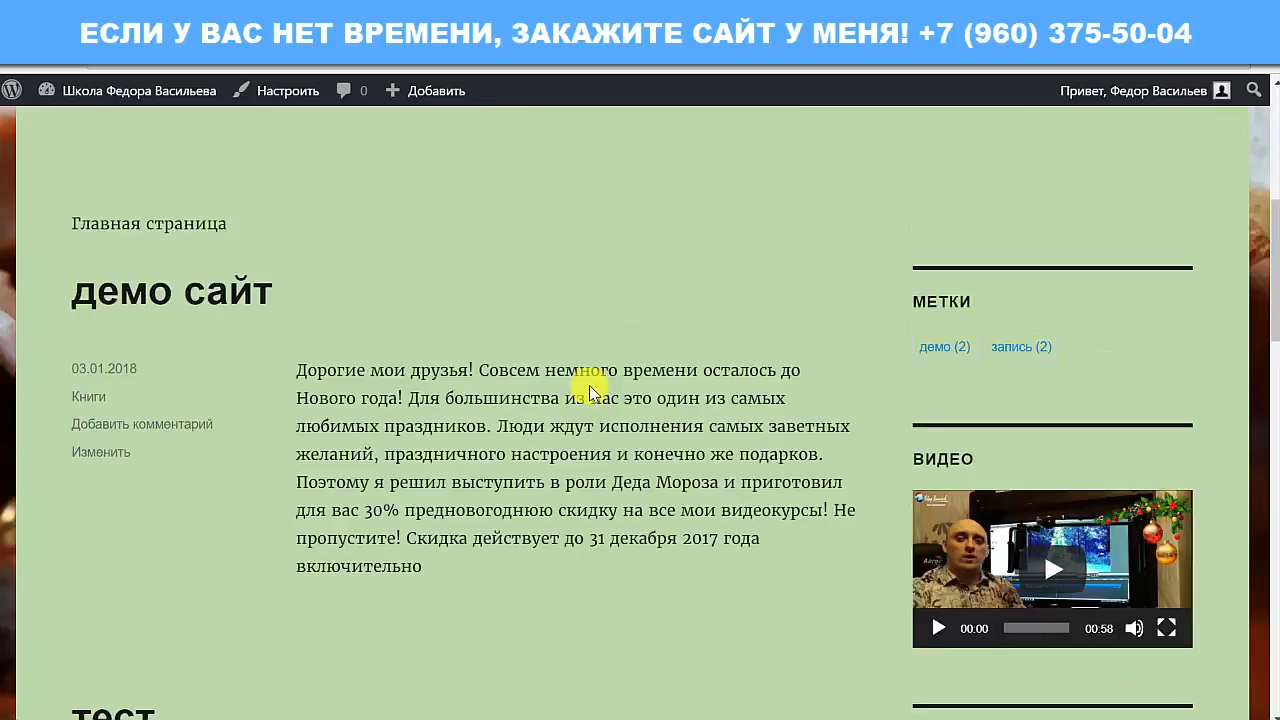 ЕСЛИ У ВАС НЕТ ВРЕМЕНИ, ЗАКАЖИТЕ САЙТ У МЕНЯ! +7 (960) 375-50-04
Школа Федора Васильева
Настроить
0
Добавить
Привет, Федор Васильев
Главная страница
демо сайт
03.01.2018
Книги
Добавить комментарий
Изменить
Дорогие мои друзья! Совсем немного времени осталось до
Нового года! Для большинства из нас это один из самых
любимых праздников. Люди ждут исполнения самых заветных
желаний, праздничного настроения и конечно же подарков.
Поэтому я решил выступить в роли Деда Мороза и приготовил
для вас 30% предновогоднюю скидку на все мои видеокурсы! Не
пропустите! Скидка действует до 31 декабря 2017 года
включительно
тест
МЕТКИ
демо (2) запись (2)
ВИДЕО
00:00 00:58